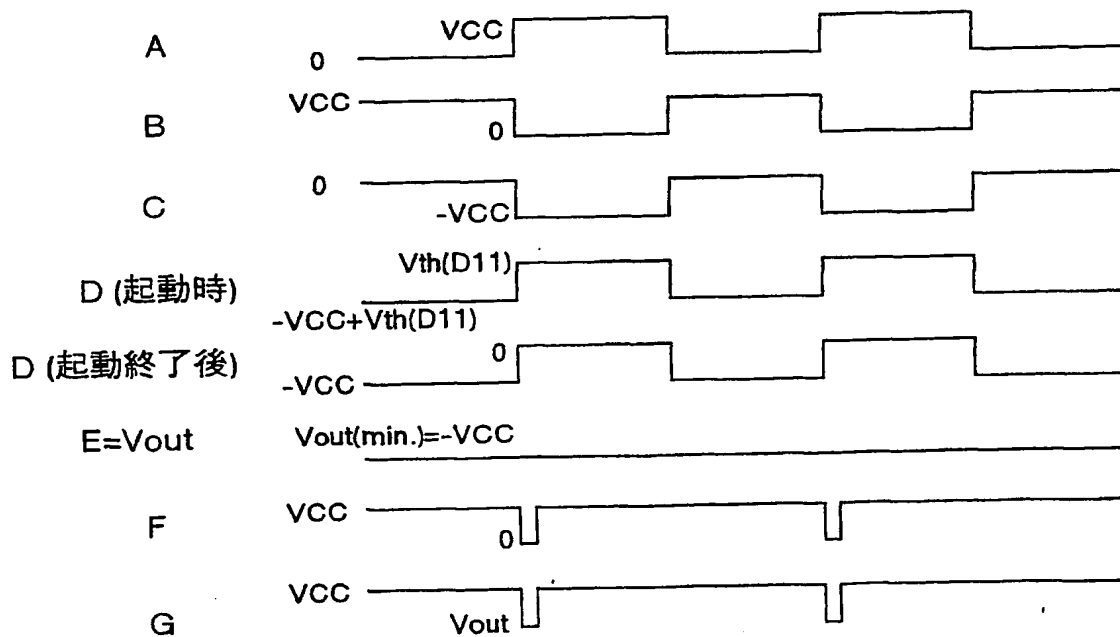 A
VCC
0
B
VCC
0
C
0
-VCC
D (起動時)
Vth(D11)
-VCC+Vth(D11)
D (起動終了後)
0
-VCC
E=Vout
Vout(min.)=-VCC
F
VCC
0
G
VCC
Vout